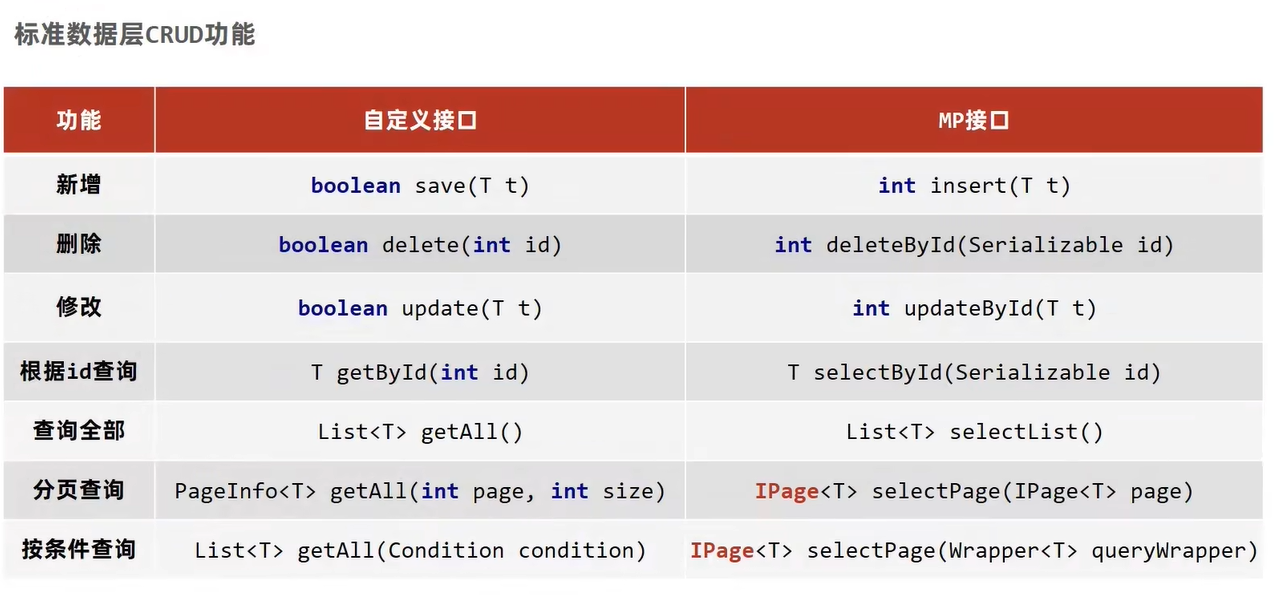 标准数据层CRUD功能
功能 自定义接口 MP接口
新增 boolean save(T t) int insert(T t)
删除 boolean delete(int id) int deleteById(Serializable id)
修改 boolean update(T t) int updateById(T t)
根据id查询 T getById(int id) T selectById(Serializable id)
查询全部 List<T> getAll() List<T> selectList()
分页查询 PageInfo<T> getAll(int page, int size) IPage<T> selectPage(IPage<T> page)
按条件查询 List<T> getAll(Condition condition) IPage<T> selectPage(Wrapper<T> queryWrapper)